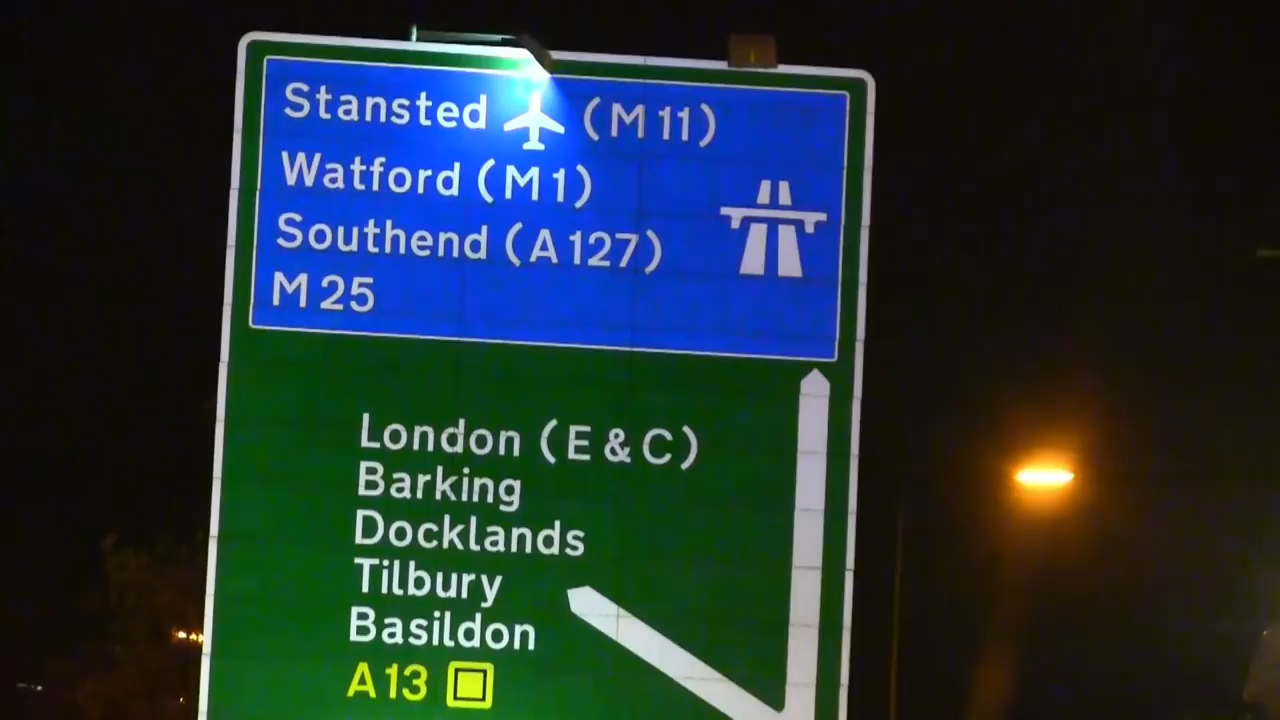 Stansted (M11)
Watford (M1)
Southend (A127)
M25
London (E & C)
Barking
Docklands
Tilbury
Basildon
A13